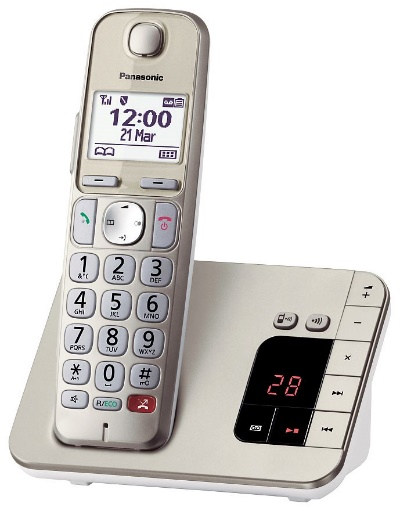 Panasonic
12:00
21 Mar
1 2 3
ABC DEF
4 5 6
GHI JKL MNO
7 8 9
PQRS TUV WXYZ
* 0 #
R/ECO
+
−
×
28